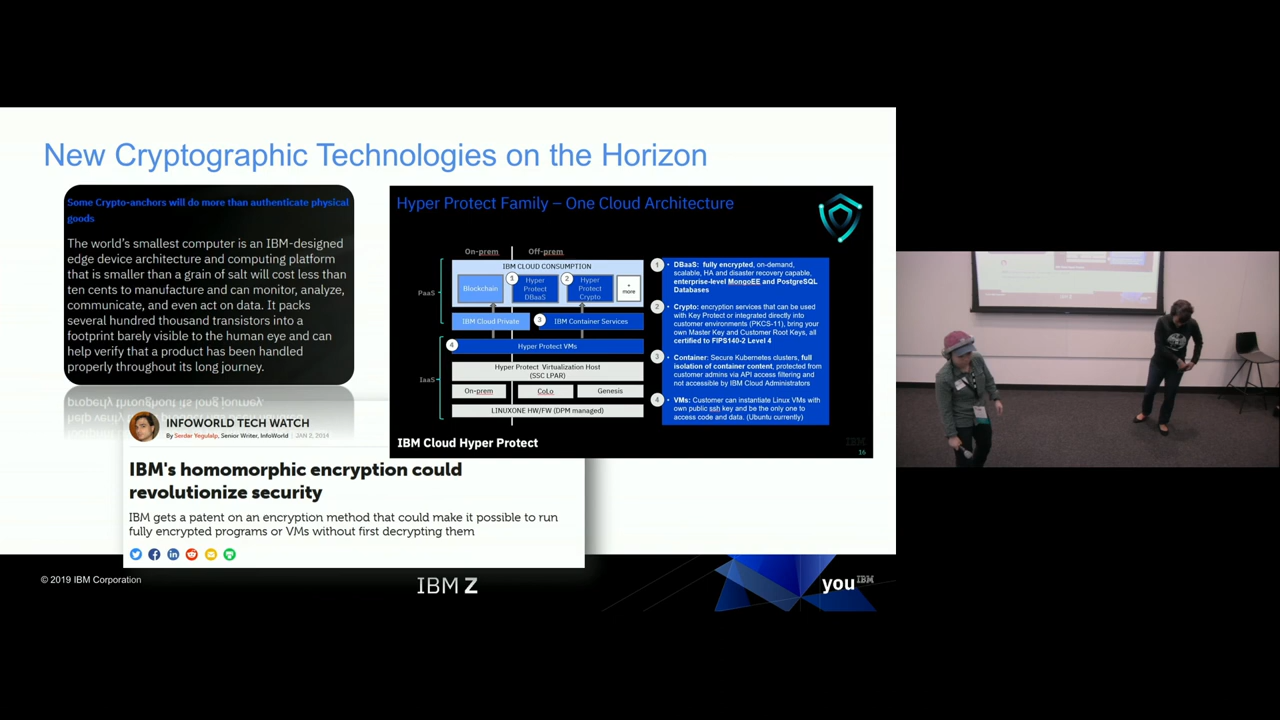 New Cryptographic Technologies on the Horizon
Some Crypto-anchors will do more than authenticate physical
goods
The world's smallest computer is an IBM-designed
edge device architecture and computing platform
that is smaller than a grain of salt will cost less than
ten cents to manufacture and can monitor, analyze,
communicate, and even act on data. It packs
several hundred thousand transistors into a
footprint barely visible to the human eye and can
help verify that a product has been handled
properly throughout its long journey.
INFOWORLD TECH WATCH
By Serdar Yegulalp, Senior Writer, InfoWorld | JAN 2, 2014
IBM's homomorphic encryption could
revolutionize security
IBM gets a patent on an encryption method that could make it possible to run
fully encrypted programs or VMs without first decrypting them
Hyper Protect Family – One Cloud Architecture
On-prem
Off-prem
IBM CLOUD CONSUMPTION
PaaS
Blockchain
1
Hyper
Protect
DBaaS
2
Hyper
Protect
Crypto
+
more
IBM Cloud Private
3
IBM Container Services
4
Hyper Protect VMs
IaaS
Hyper Protect Virtualization Host
(SSC LPAR)
On-prem
CoLo
Genesis
LINUXONE HW/FW (DPM managed)
1
• DBaaS: fully encrypted, on-demand,
scalable, HA and disaster recovery capable,
enterprise-level MongoEE and PostgreSQL
Databases
2
• Crypto: encryption services that can be used
with Key Protect or integrated directly into
customer environments (PKCS-11), bring your
own Master Key and Customer Root Keys, all
certified to FIPS140-2 Level 4
3
• Container: Secure Kubernetes clusters, full
isolation of container content, protected from
customer admins via API access filtering and
not accessible by IBM Cloud Administrators
4
• VMs: Customer can instantiate Linux VMs with
own public ssh key and be the only one to
access code and data. (Ubuntu currently)
IBM Cloud Hyper Protect
IBM
16
© 2019 IBM Corporation
IBM Z
you IBM